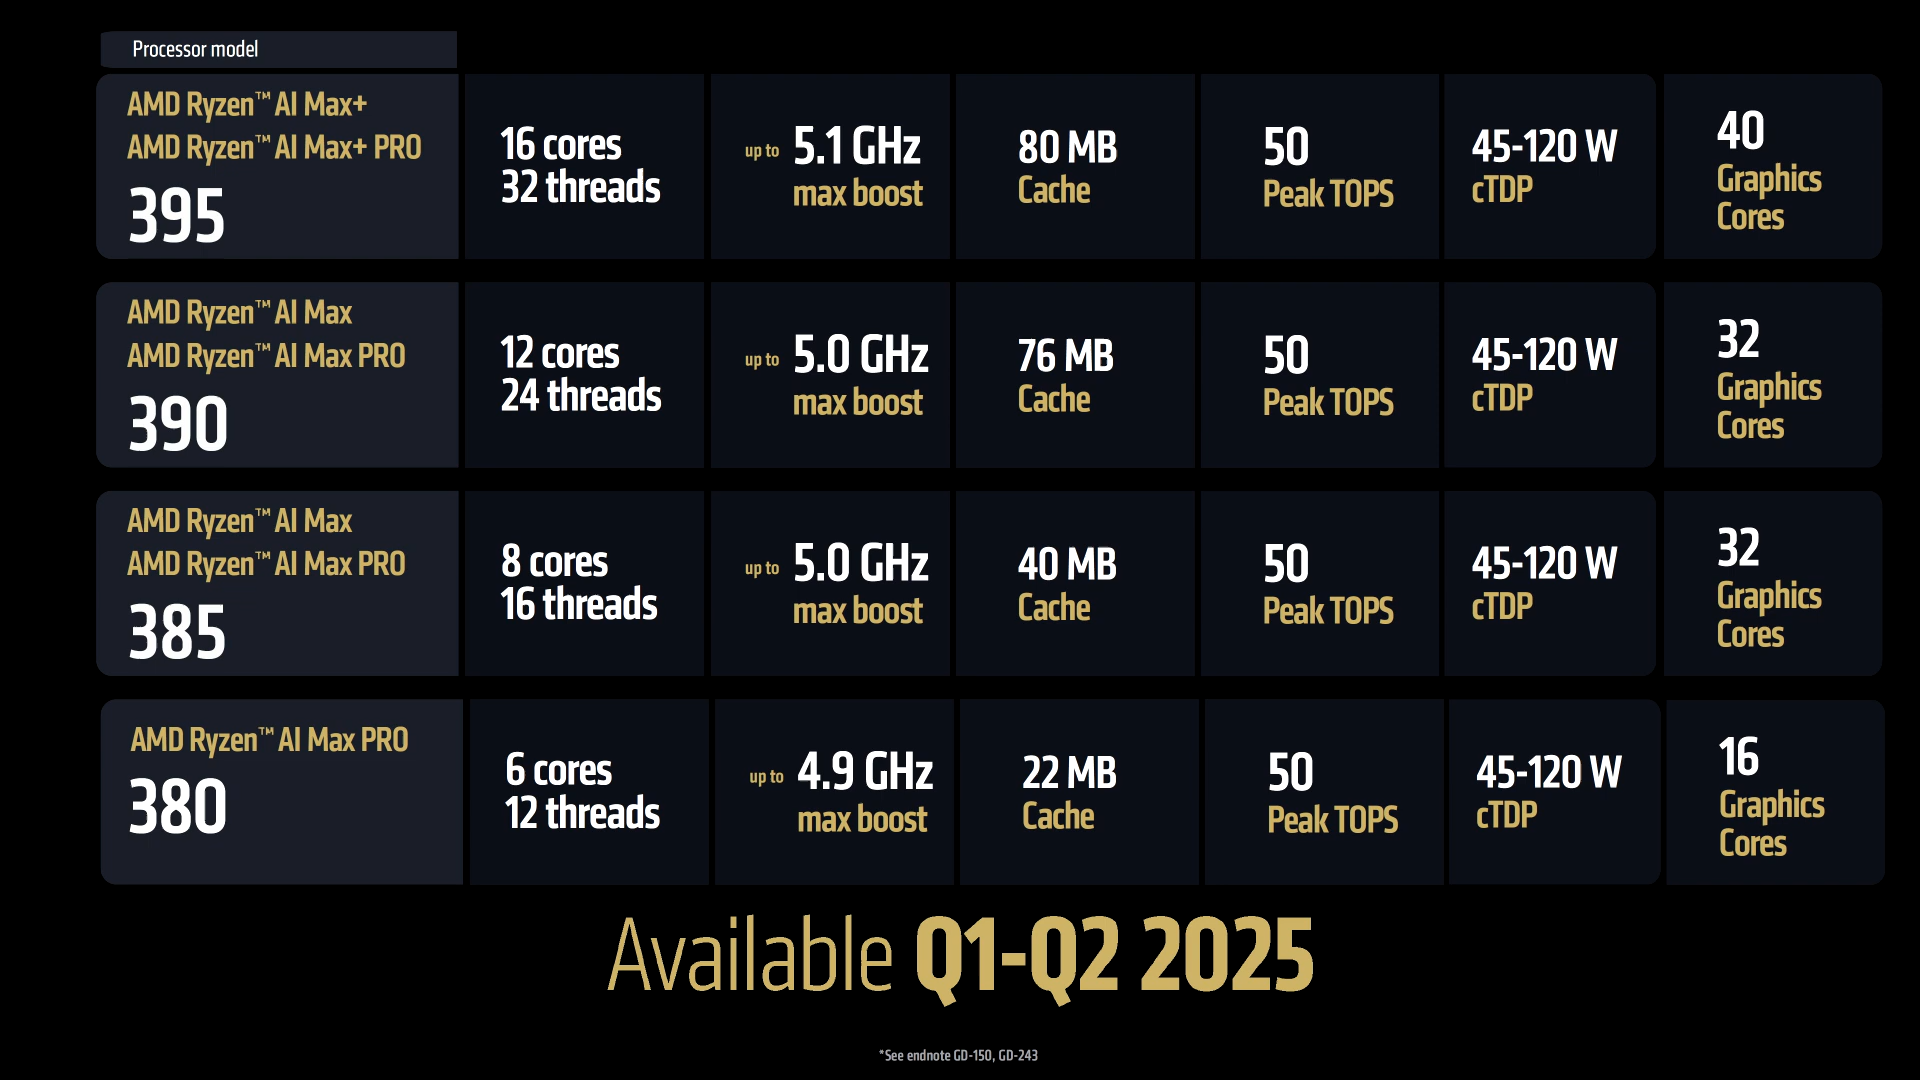 Processor model
AMD Ryzen™ AI Max+
AMD Ryzen™ AI Max+ PRO
395
16 cores
32 threads
up to 5.1 GHz
max boost
80 MB
Cache
50
Peak TOPS
45-120 W
cTDP
40
Graphics
Cores
AMD Ryzen™ AI Max
AMD Ryzen™ AI Max PRO
390
12 cores
24 threads
up to 5.0 GHz
max boost
76 MB
Cache
50
Peak TOPS
45-120 W
cTDP
32
Graphics
Cores
AMD Ryzen™ AI Max
AMD Ryzen™ AI Max PRO
385
8 cores
16 threads
up to 5.0 GHz
max boost
40 MB
Cache
50
Peak TOPS
45-120 W
cTDP
32
Graphics
Cores
AMD Ryzen™ AI Max PRO
380
6 cores
12 threads
up to 4.9 GHz
max boost
22 MB
Cache
50
Peak TOPS
45-120 W
cTDP
16
Graphics
Cores
Available Q1-Q2 2025
*See endnote GD-150, GD-243